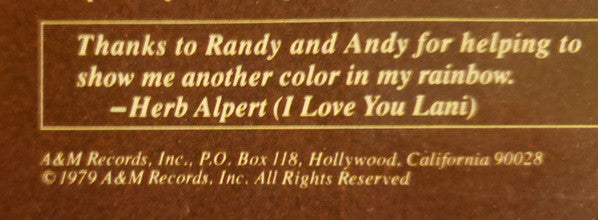 Thanks to Randy and Andy for helping to
show me another color in my rainbow.
–Herb Alpert (I Love You Lani)
A&M Records, Inc., P.O. Box 118, Hollywood, California 90028
©1979 A&M Records, Inc. All Rights Reserved